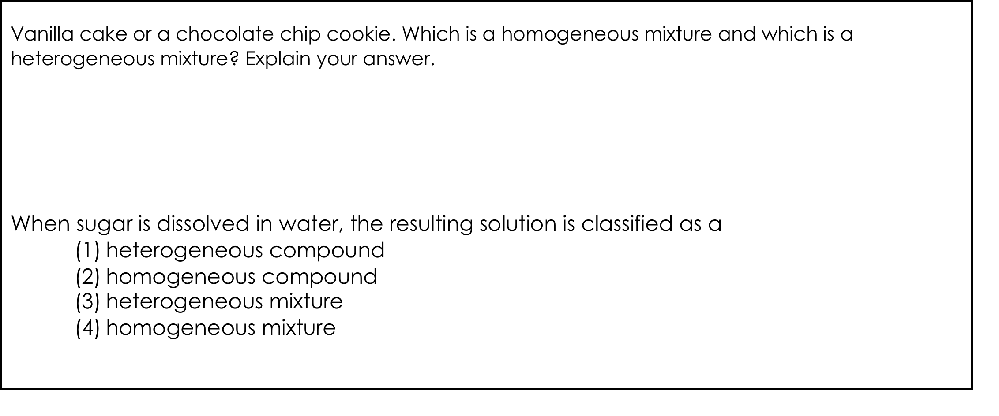 Vanilla cake or a chocolate chip cookie. Which is a homogeneous mixture and which is a
heterogeneous mixture? Explain your answer.
When sugar is dissolved in water, the resulting solution is classified as a
(1) heterogeneous compound
(2) homogeneous compound
(3) heterogeneous mixture
(4) homogeneous mixture